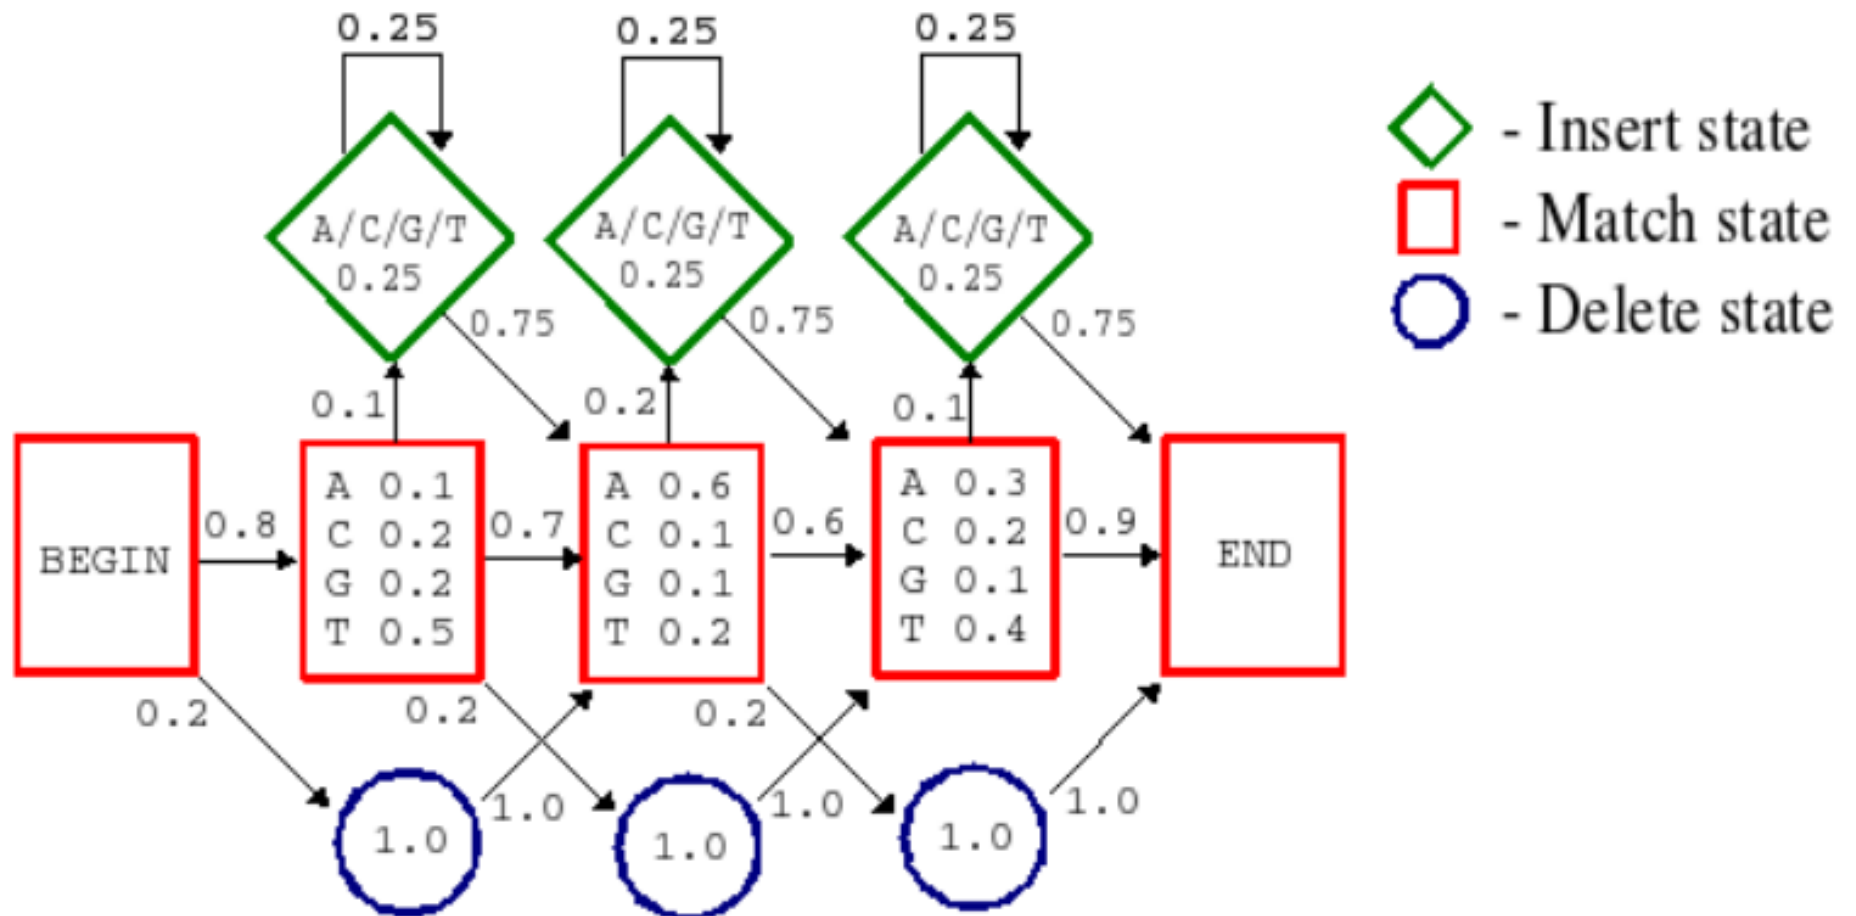 0.25
0.25
0.25
A/C/G/T
0.25
A/C/G/T
0.25
A/C/G/T
0.25
- Insert state
- Match state
- Delete state
0.75
0.75
0.75
0.1
0.2
0.1
BEGIN
0.8
A 0.1
C 0.2
G 0.2
T 0.5
0.7
A 0.6
C 0.1
G 0.1
T 0.2
0.6
A 0.3
C 0.2
G 0.1
T 0.4
0.9
END
0.2
0.2
0.2
1.0
1.0
1.0
1.0
1.0
1.0